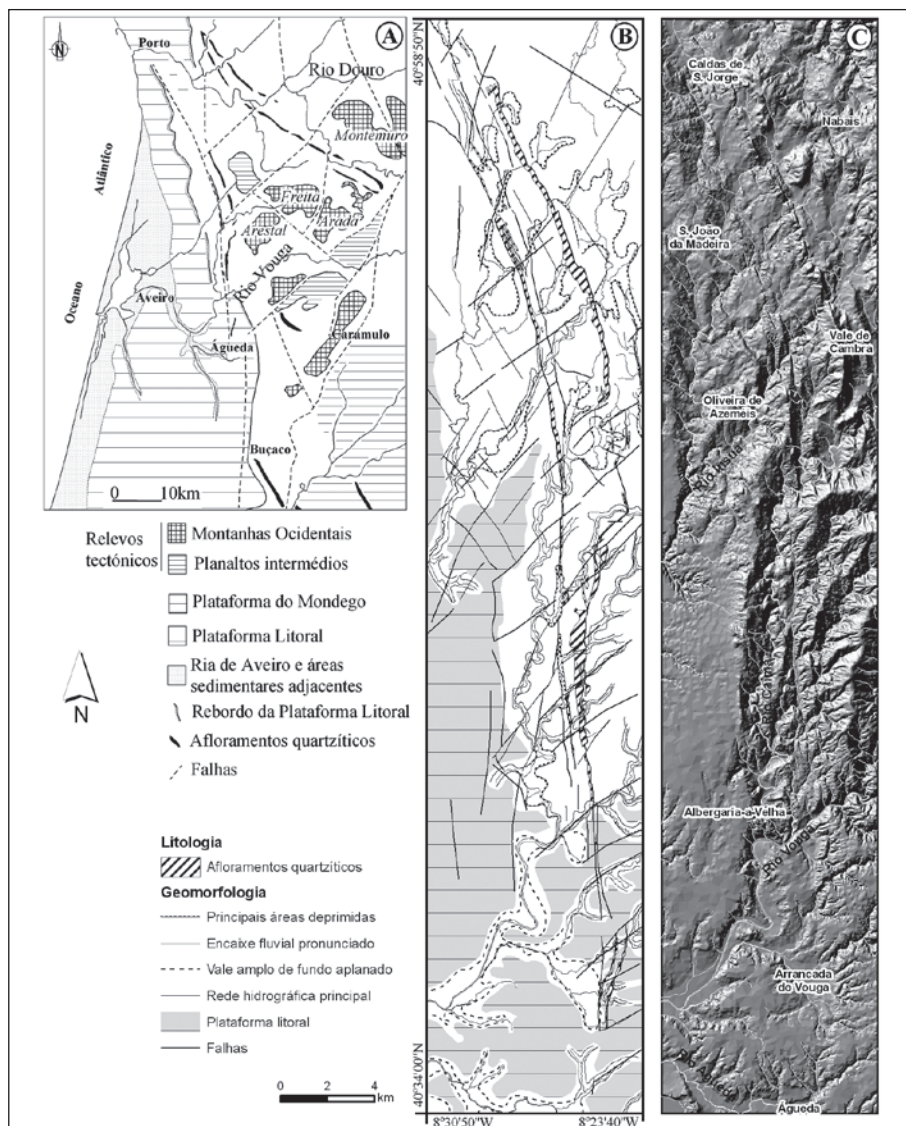 N
A
Porto
Rio Douro
Montemuro
Atlântico
Freita
Arada
Arestal
Rio Vouga
Oceano
Aveiro
Águeda
Carámulo
Buçaco
0 10km
Relevos tectónicos
Montanhas Ocidentais
Planaltos intermédios
Plataforma do Mondego
Plataforma Litoral
Ria de Aveiro e áreas
sedimentares adjacentes
Rebordo da Plataforma Litoral
Afloramentos quartzíticos
Falhas
N
Litologia
Afloramentos quartzíticos
Geomorfologia
Principais áreas deprimidas
Encaixe fluvial pronunciado
Vale amplo de fundo aplanado
Rede hidrográfica principal
Plataforma litoral
Falhas
0 2 4
km
B
40°58'50"N
40°34'00"N
8°30'50"W
8°23'40"W
C
Caldas de
S. Jorge
Nabais
S. João
da Madeira
Vale de
Cambra
Oliveira de
Azemeis
Rio Caima
Albergaria-a-Velha
Rio Vouga
Arrancada
do Vouga
Águeda